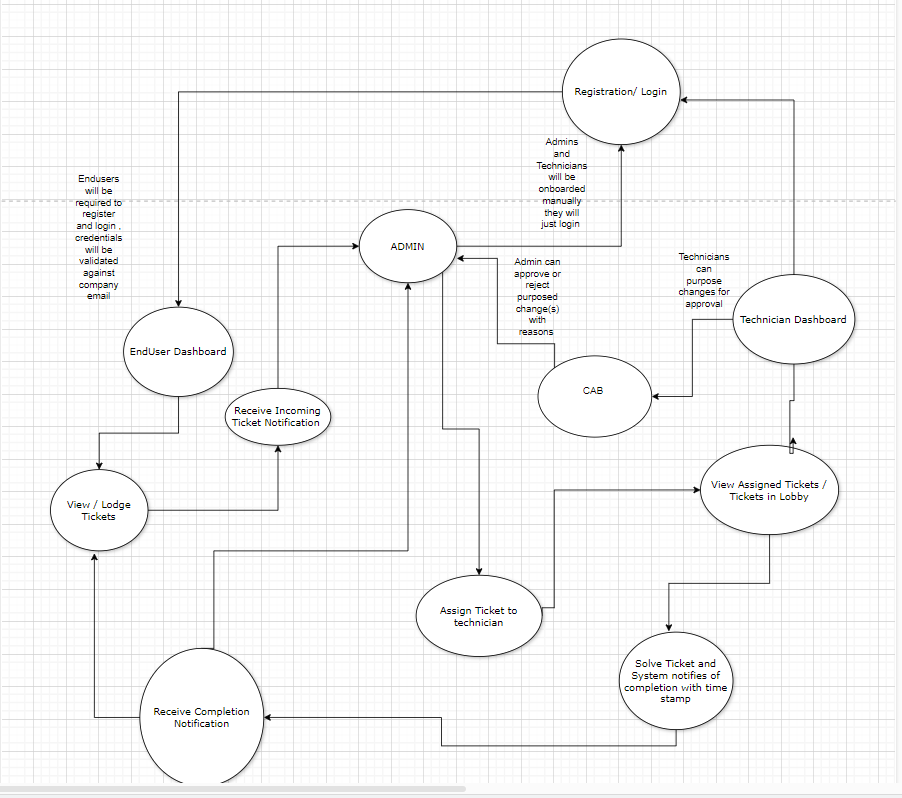 Registration/ Login
Admins
and
Technicians
will be
onboarded
manually
they will
just login
Endusers
will be
required to
register
and login ,
credentials
will be
validated
against
company
email
ADMIN
Admin can
approve or
reject
purposed
change(s)
with
reasons
Technicians
can
purpose
changes for
approval
Technician Dashboard
EndUser Dashboard
CAB
Receive Incoming
Ticket Notification
View / Lodge
Tickets
View Assigned Tickets /
Tickets in Lobby
Assign Ticket to
technician
Solve Ticket and
System notifies of
completion with time
stamp
Receive Completion
Notification